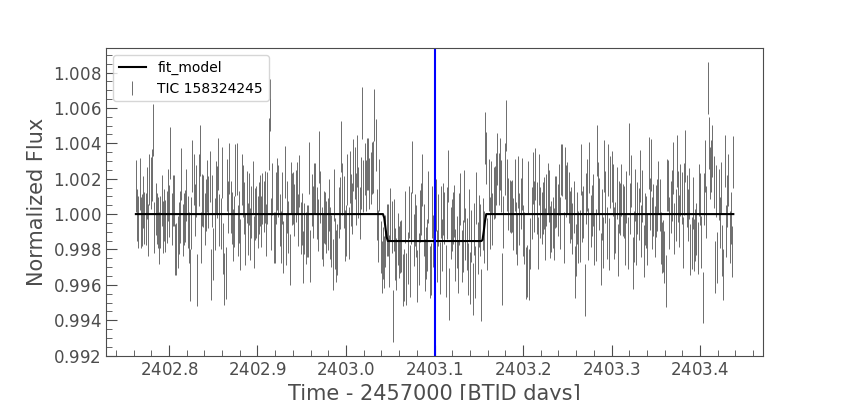 fit_model
TIC 158324245
1.008
1.006
1.004
1.002
1.000
0.998
0.996
0.994
0.992
Normalized Flux
2402.8 2402.9 2403.0 2403.1 2403.2 2403.3 2403.4
Time - 2457000 [BTJD days]